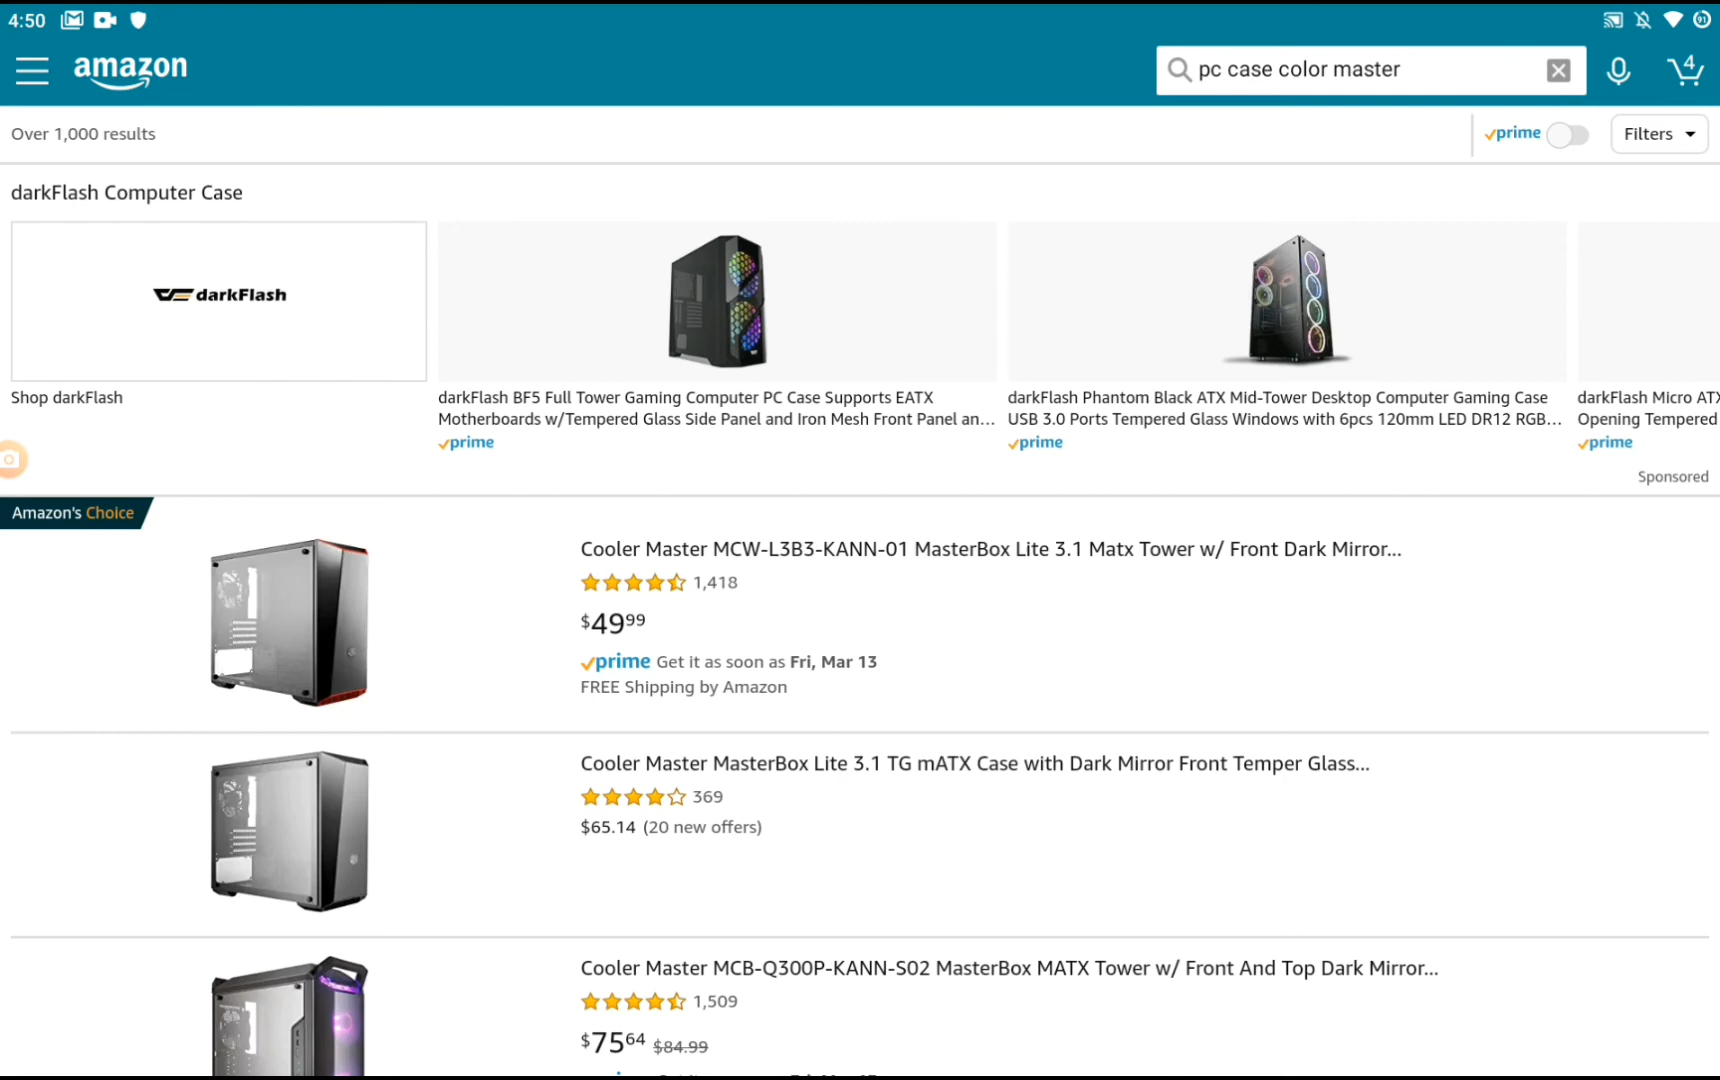 4:50
91
amazon
pc case color master
4
Over 1,000 results
prime
Filters
darkFlash Computer Case
darkFlash
Shop darkFlash
darkFlash BF5 Full Tower Gaming Computer PC Case Supports EATX
Motherboards w/Tempered Glass Side Panel and Iron Mesh Front Panel an...
prime
darkFlash Phantom Black ATX Mid-Tower Desktop Computer Gaming Case
USB 3.0 Ports Tempered Glass Windows with 6pcs 120mm LED DR12 RGB...
prime
darkFlash Micro ATX
Opening Tempered
prime
Sponsored
Amazon's Choice
Cooler Master MCW-L3B3-KANN-01 MasterBox Lite 3.1 Matx Tower w/ Front Dark Mirror...
1,418
$4999
prime Get it as soon as Fri, Mar 13
FREE Shipping by Amazon
Cooler Master MasterBox Lite 3.1 TG mATX Case with Dark Mirror Front Temper Glass...
369
$65.14 (20 new offers)
Cooler Master MCB-Q300P-KANN-S02 MasterBox MATX Tower w/ Front And Top Dark Mirror...
1,509
$7564 $84.99